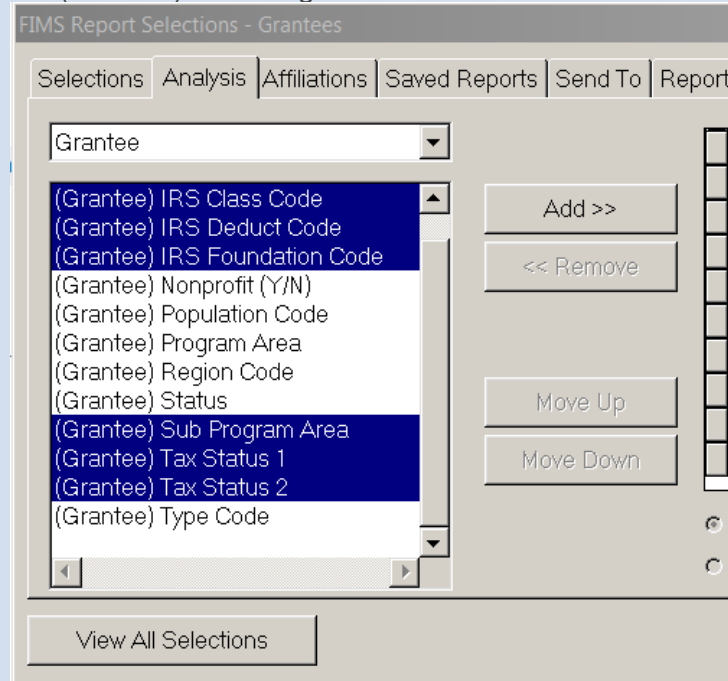 FIMS Report Selections - Grantees
Selections Analysis Affiliations Saved Reports Send To Report
Grantee
(Grantee) IRS Class Code
(Grantee) IRS Deduct Code
(Grantee) IRS Foundation Code
(Grantee) Nonprofit (Y/N)
(Grantee) Population Code
(Grantee) Program Area
(Grantee) Region Code
(Grantee) Status
(Grantee) Sub Program Area
(Grantee) Tax Status 1
(Grantee) Tax Status 2
(Grantee) Type Code
Add >>
<< Remove
Move Up
Move Down
View All Selections